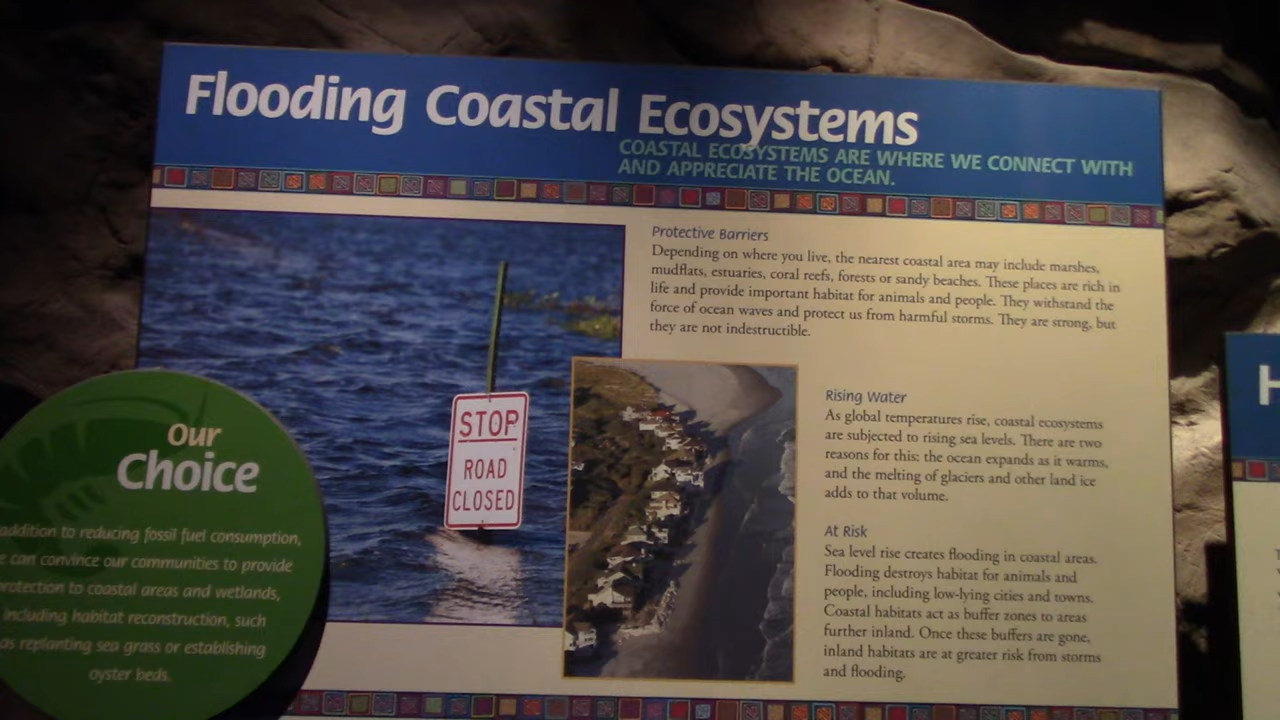 Flooding Coastal Ecosystems
COASTAL ECOSYSTEMS ARE WHERE WE CONNECT WITH
AND APPRECIATE THE OCEAN.
Protective Barriers
Depending on where you live, the nearest coastal area may include marshes,
mudflats, estuaries, coral reefs, forests or sandy beaches. These places are rich in
life and provide important habitat for animals and people. They withstand the
force of ocean waves and protect us from harmful storms. They are strong, but
they are not indestructible.
STOP
ROAD
CLOSED
Rising Water
As global temperatures rise, coastal ecosystems
are subjected to rising sea levels. There are two
reasons for this: the ocean expands as it warms,
and the melting of glaciers and other land ice
adds to that volume.
At Risk
Sea level rise creates flooding in coastal areas.
Flooding destroys habitat for animals and
people, including low-lying cities and towns.
Coastal habitats act as buffer zones to areas
further inland. Once these buffers are gone,
inland habitats are at greater risk from storms
and flooding.
Our
Choice
addition to reducing fossil fuel consumption,
e can convince our communities to provide
protection to coastal areas and wetlands,
including habitat reconstruction, such
as replanting sea grass or establishing
oyster beds.
H